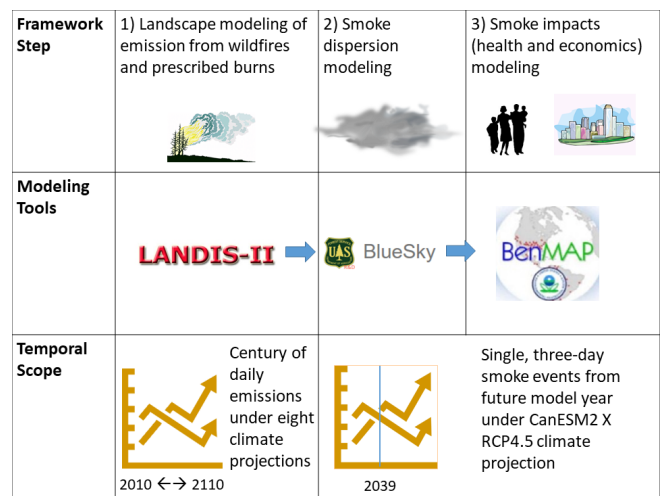 Framework
Step
1) Landscape modeling of
emission from wildfires
and prescribed burns
2) Smoke
dispersion
modeling
3) Smoke impacts
(health and economics)
modeling
Modeling
Tools
LANDIS-II
UAS
BlueSky
BenMAP
Temporal
Scope
Century of
daily
emissions
under eight
climate
projections
2010 ←→ 2110
2039
Single, three-day
smoke events from
future model year
under CanESM2 X
RCP4.5 climate
projection